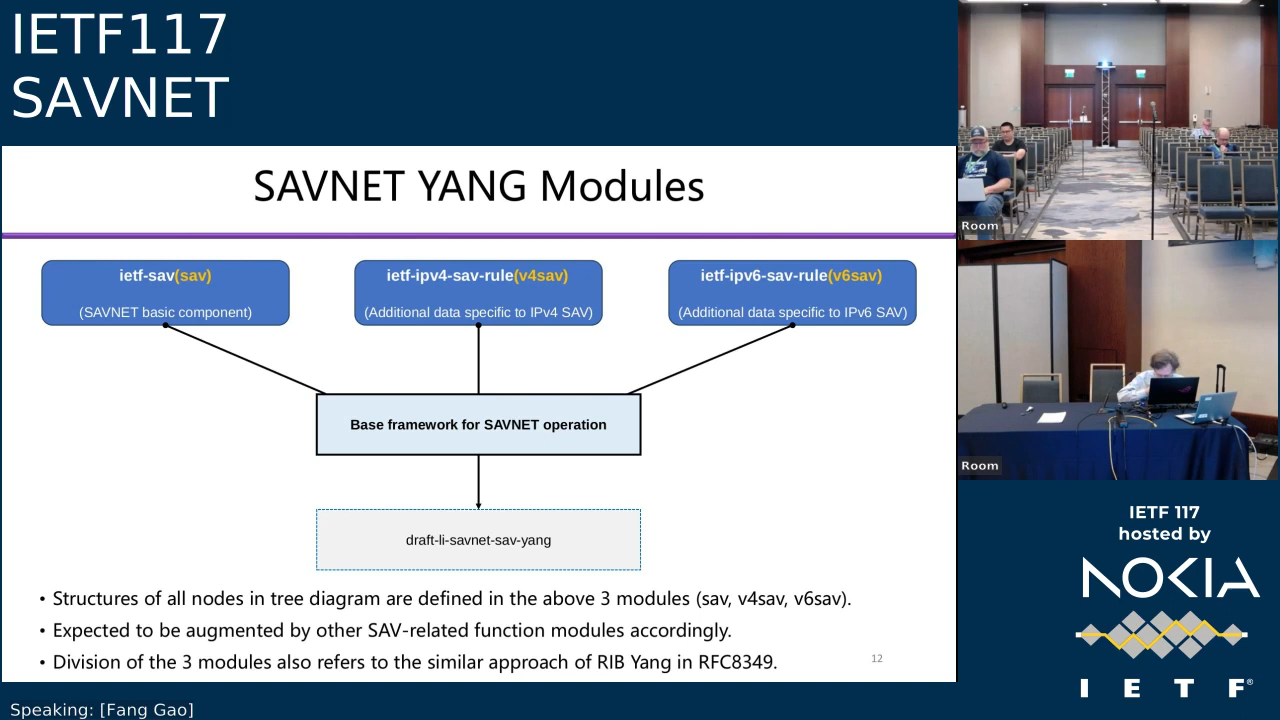 IETF117
SAVNET
SAVNET YANG Modules
ietf-sav(sav)
(SAVNET basic component)
ietf-ipv4-sav-rule(v4sav)
(Additional data specific to IPv4 SAV)
ietf-ipv6-sav-rule(v6sav)
(Additional data specific to IPv6 SAV)
Base framework for SAVNET operation
draft-li-savnet-sav-yang
• Structures of all nodes in tree diagram are defined in the above 3 modules (sav, v4sav, v6sav).
• Expected to be augmented by other SAV-related function modules accordingly.
• Division of the 3 modules also refers to the similar approach of RIB Yang in RFC8349.
12
Room
Room
IETF 117
hosted by
NOKIA
I E T F®
Speaking: [Fang Gao]